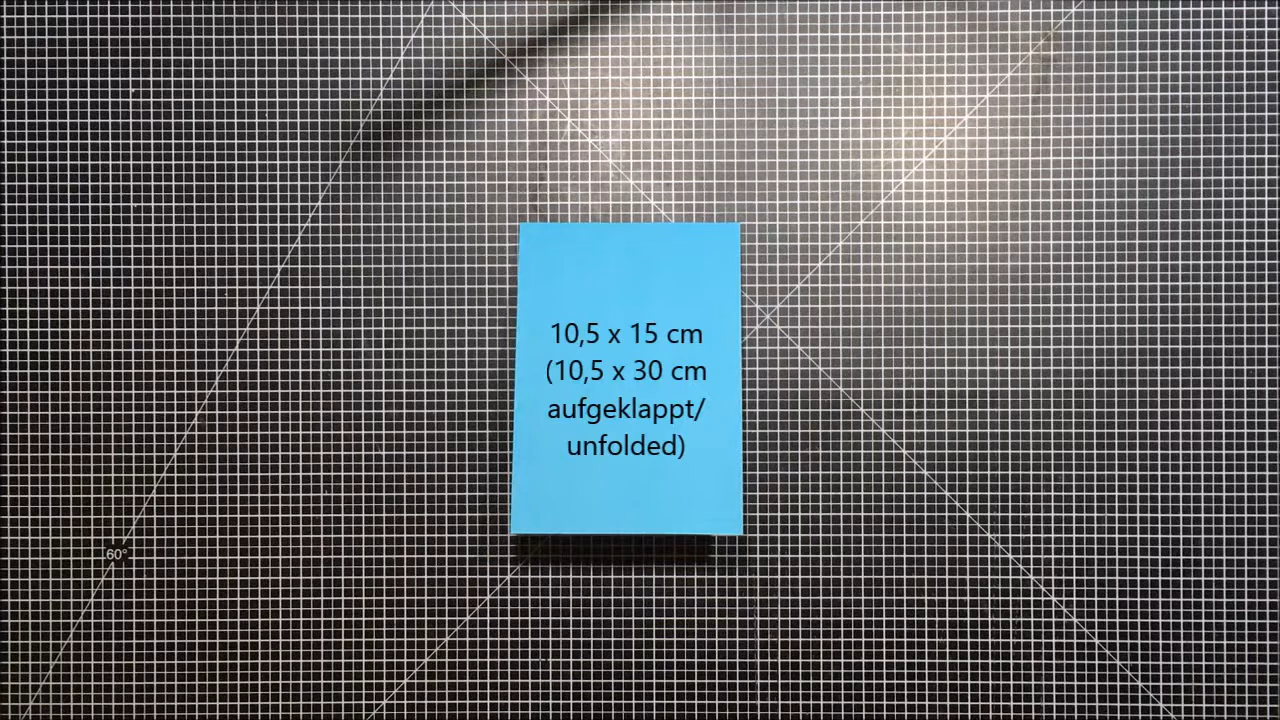 10,5 x 15 cm
(10,5 x 30 cm
aufgeklappt/
unfolded)
60°